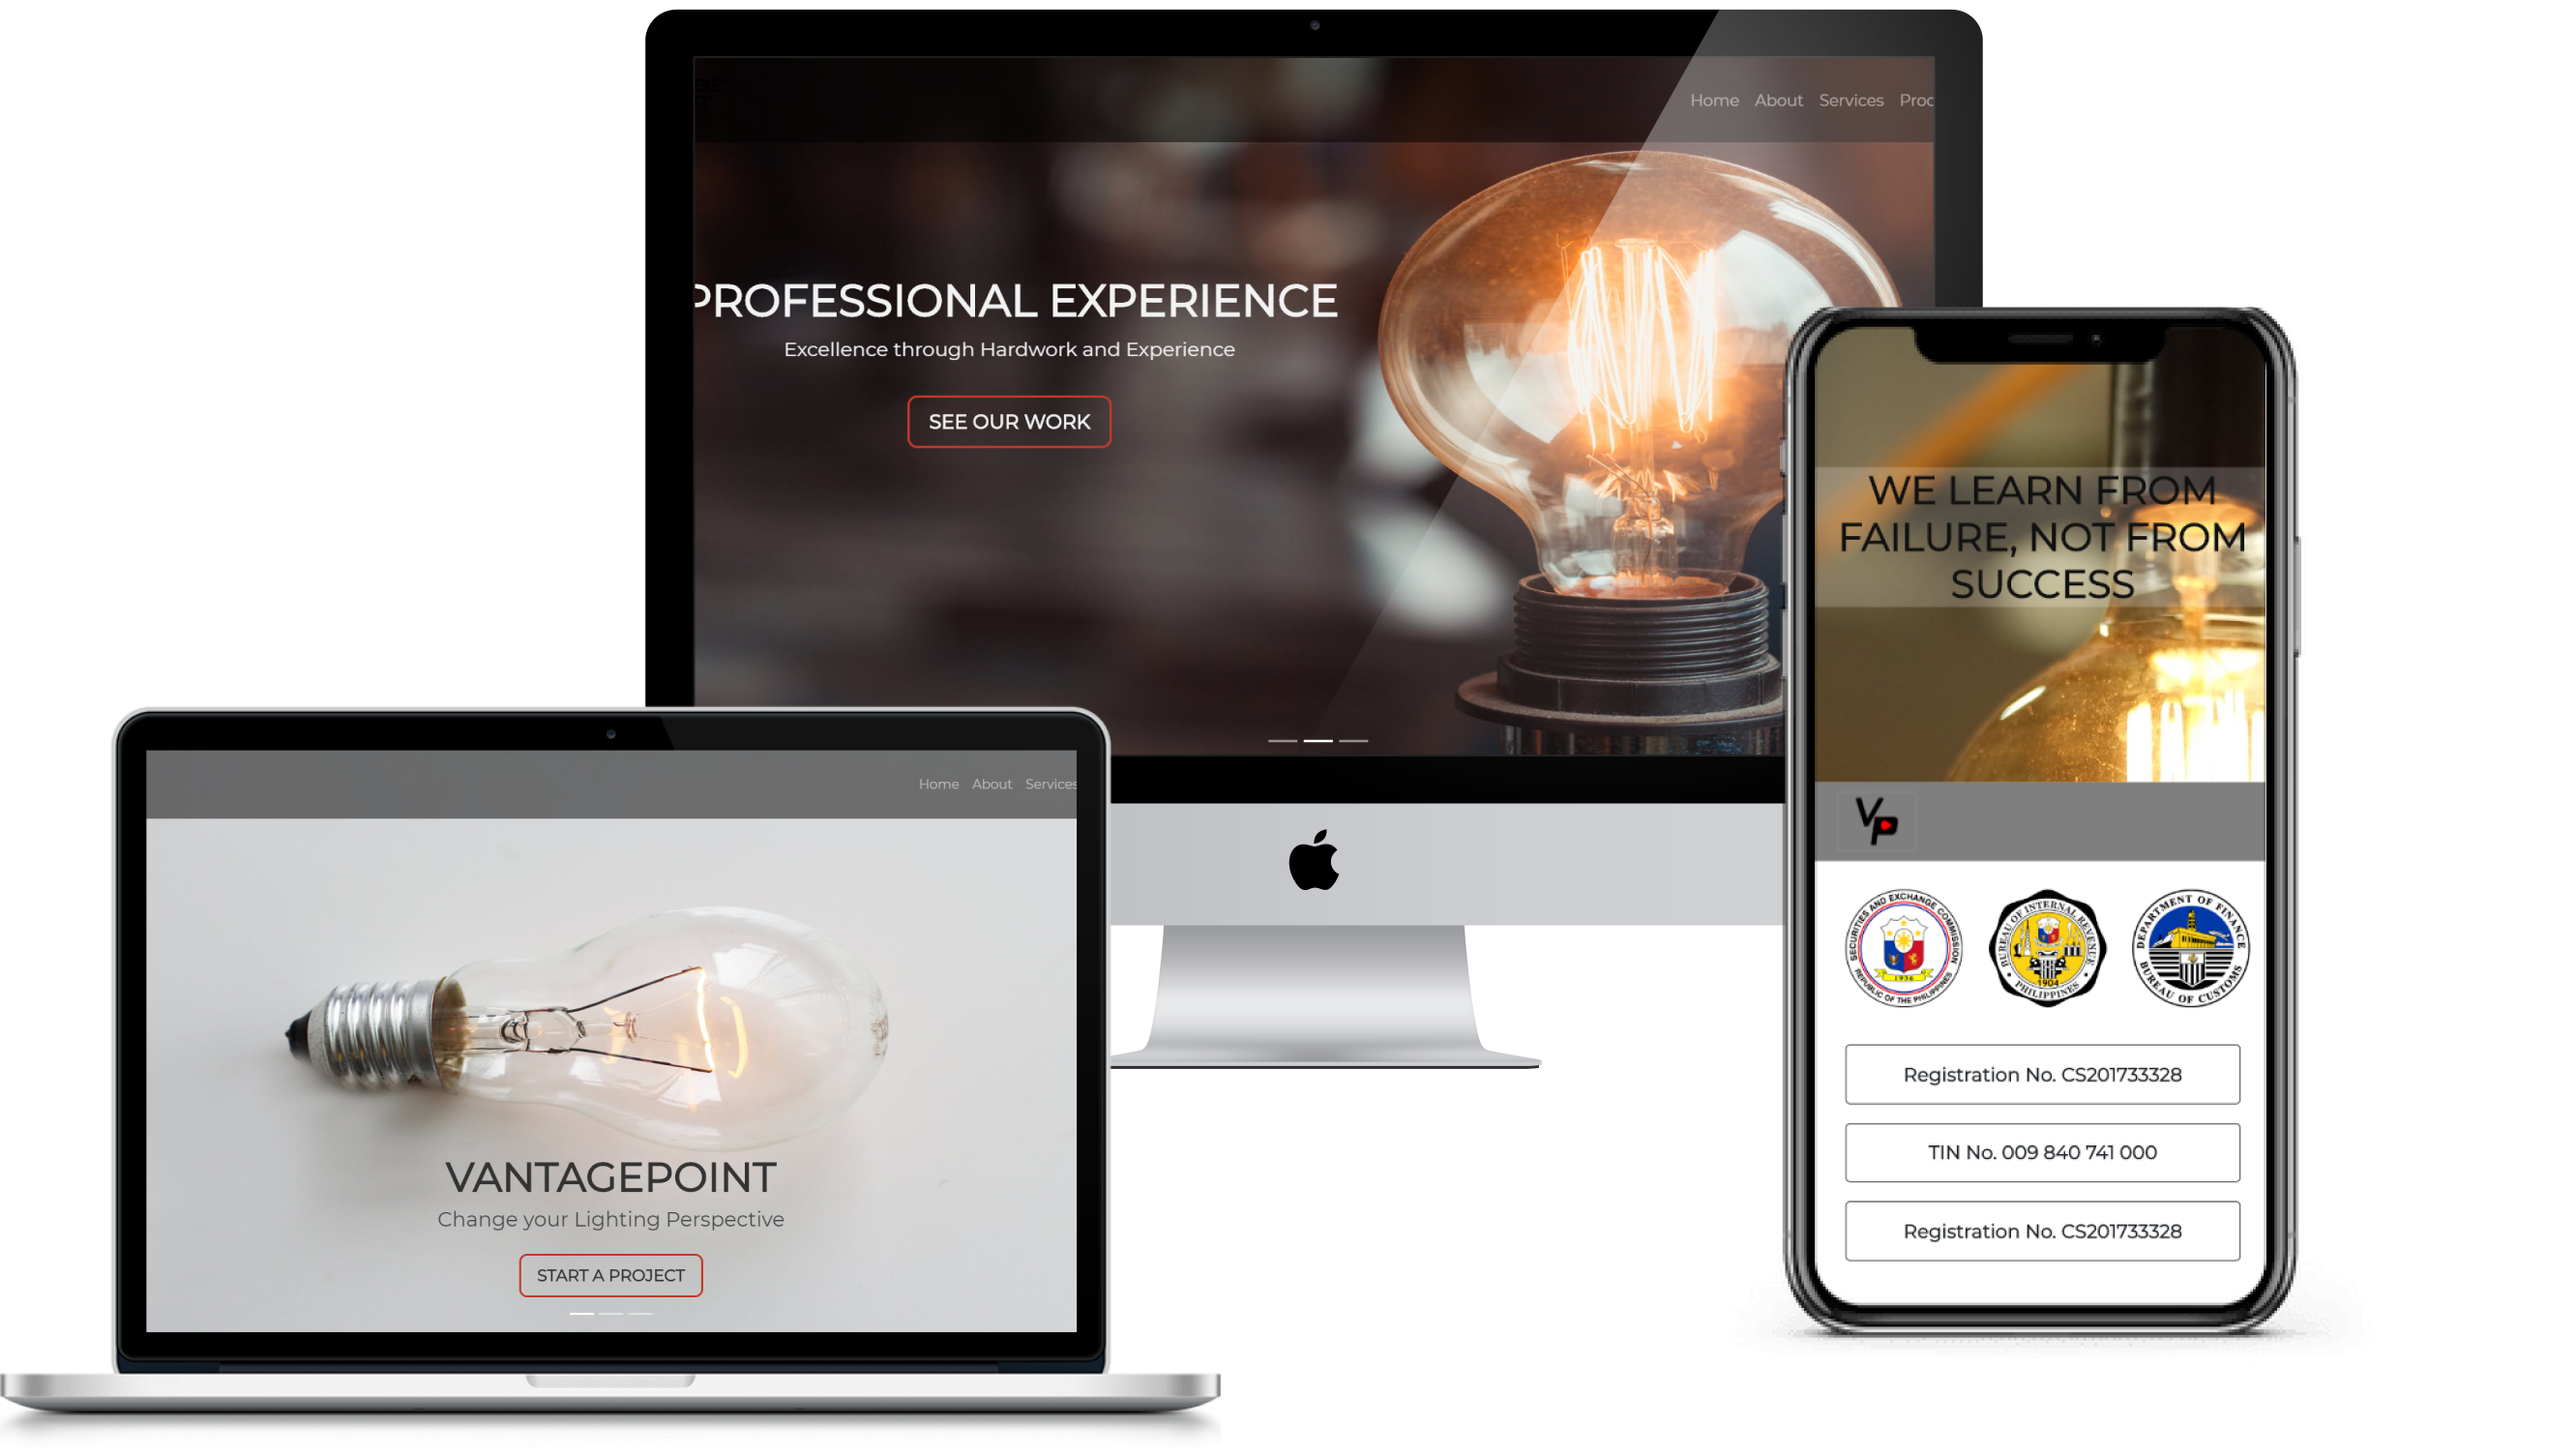 GE
T
Home About Services Proc
PROFESSIONAL EXPERIENCE
Excellence through Hardwork and Experience
SEE OUR WORK
Home About Services
VANTAGEPOINT
Change your Lighting Perspective
START A PROJECT
WE LEARN FROM
FAILURE, NOT FROM
SUCCESS
VP
SECURITIES AND EXCHANGE COMMISSION
1936
REPUBLIC OF THE PHILIPPINES
BUREAU OF INTERNAL REVENUE
1904
PHILIPPINES
DEPARTMENT OF FINANCE
BUREAU OF CUSTOMS
Registration No. CS201733328
TIN No. 009 840 741 000
Registration No. CS201733328